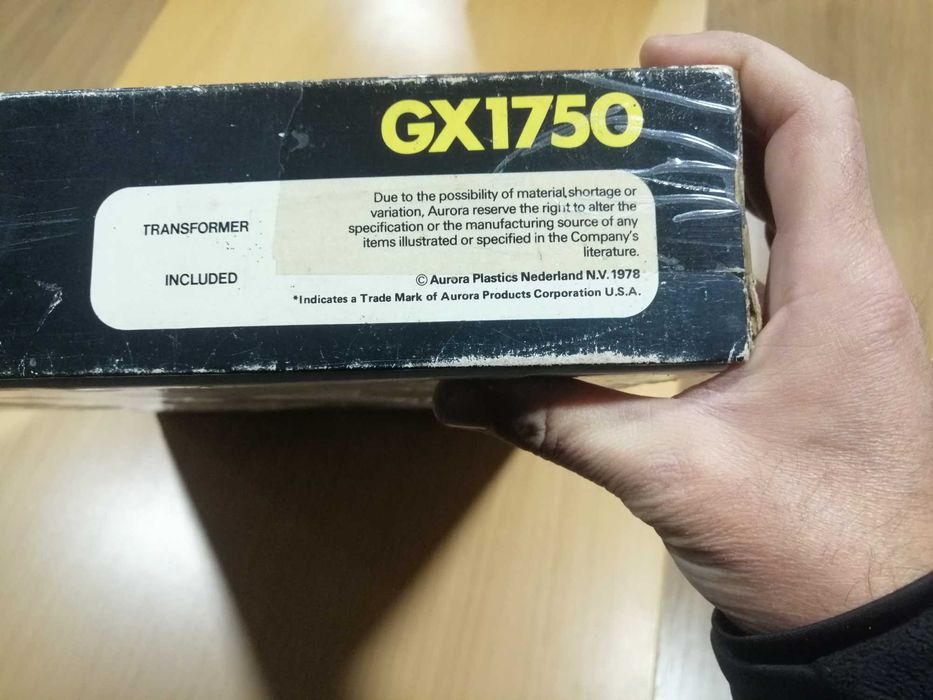 GX1750
TRANSFORMER
INCLUDED
Due to the possibility of material shortage or
variation, Aurora reserve the right to alter the
specification or the manufacturing source of any
items illustrated or specified in the Company's
literature.
© Aurora Plastics Nederland N.V. 1978
*Indicates a Trade Mark of Aurora Products Corporation U.S.A.